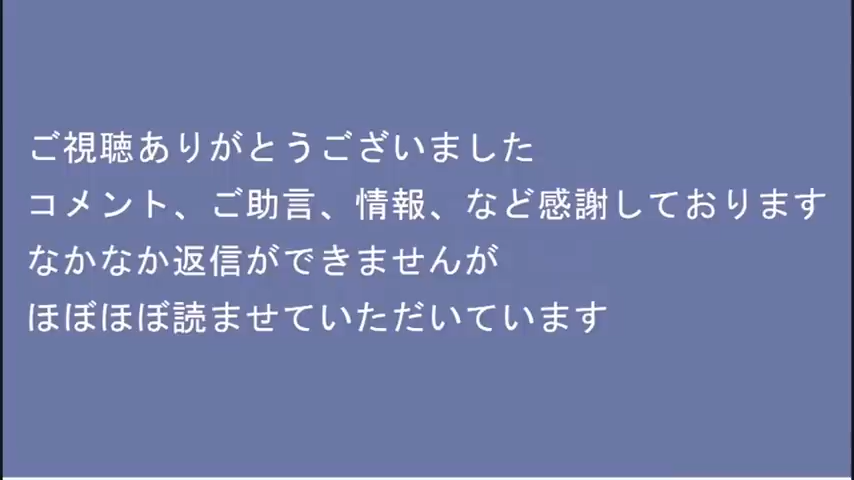 ご視聴ありがとうございました
コメント、ご助言、情報、など感謝しております
なかなか返信ができませんが
ほぼほぼ読ませていただいています